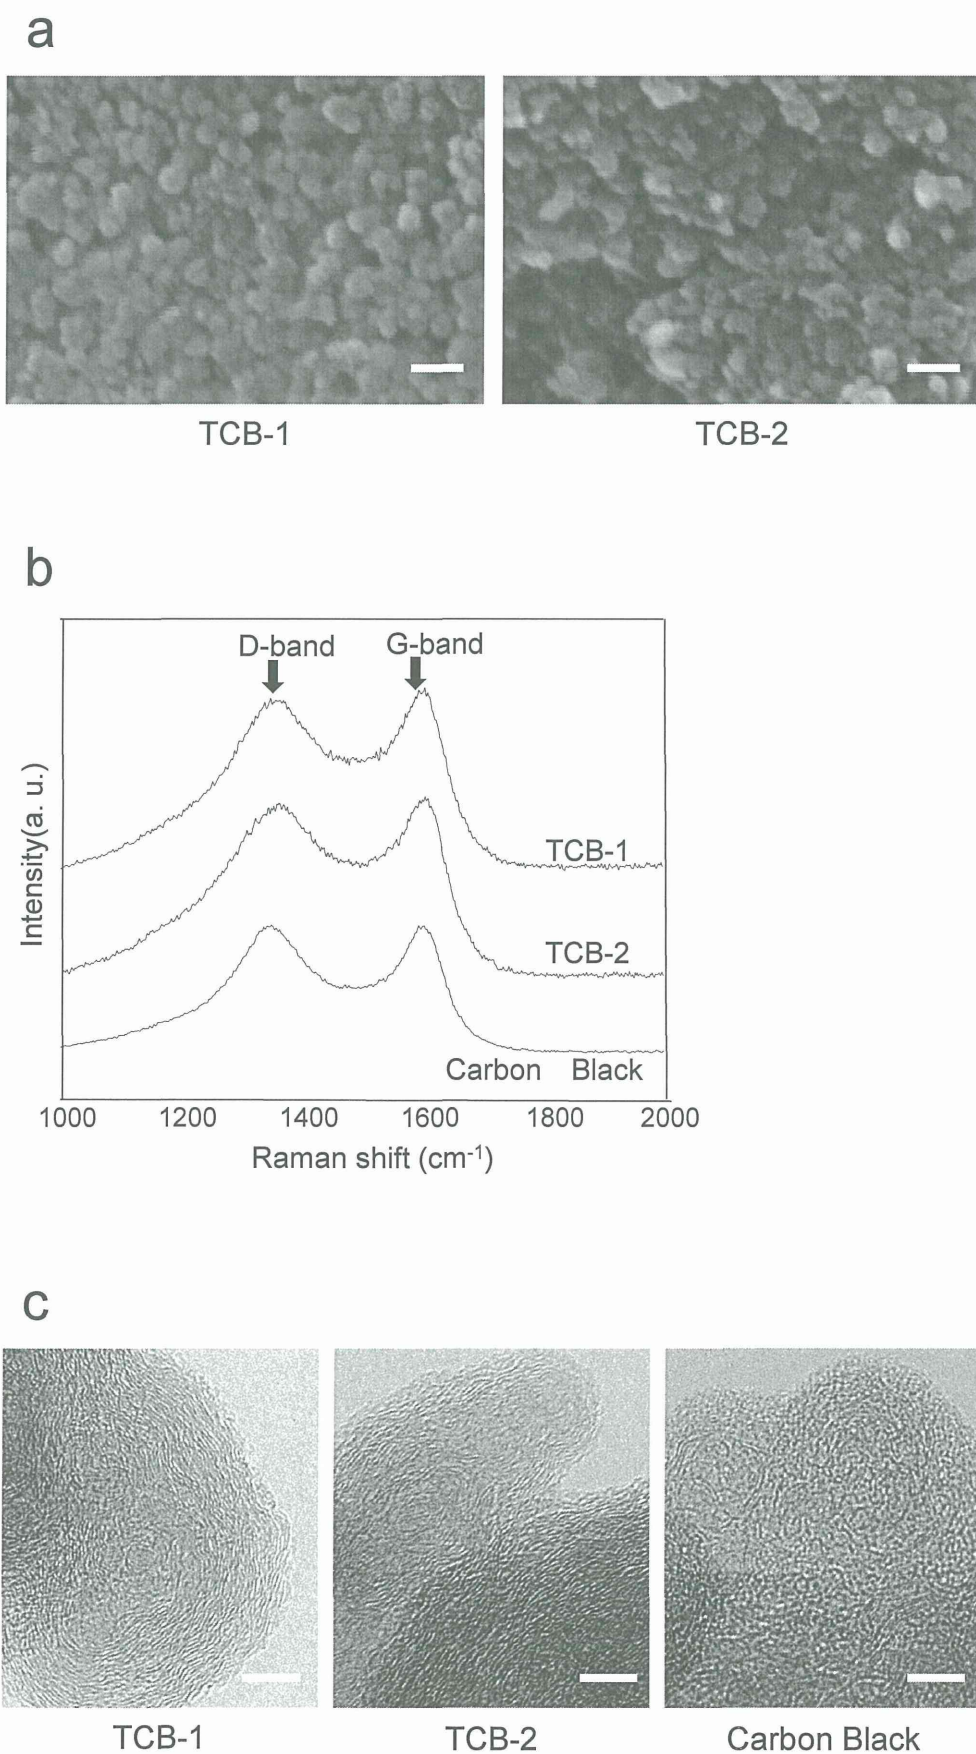 a
TCB-1 TCB-2
b
D-band G-band
Intensity(a. u.)
TCB-1
TCB-2
Carbon Black
1000 1200 1400 1600 1800 2000
Raman shift (cm-1)
c
TCB-1 TCB-2 Carbon Black